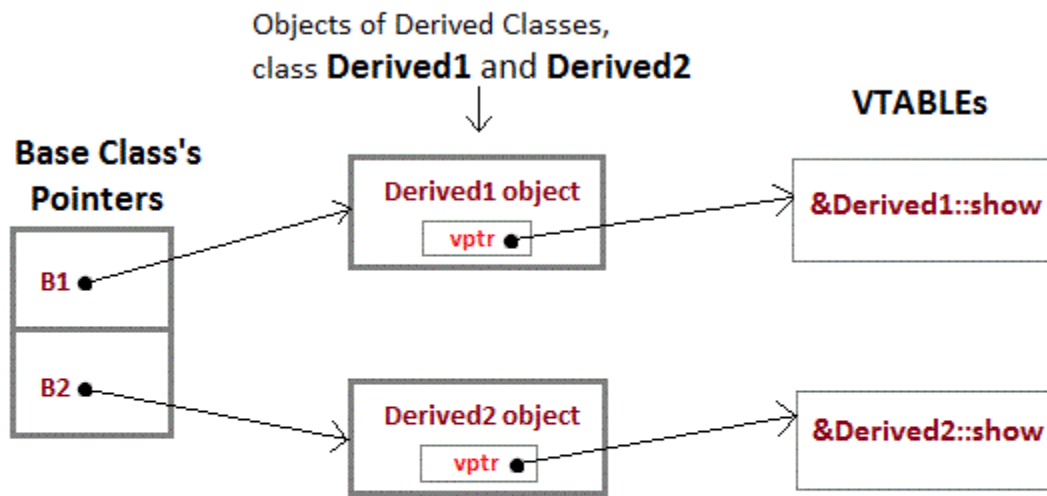 Objects of Derived Classes,
class Derived1 and Derived2
VTABLEs
Base Class's
Pointers
Derived1 object
vptr
&Derived1::show
B1
B2
Derived2 object
vptr
&Derived2::show